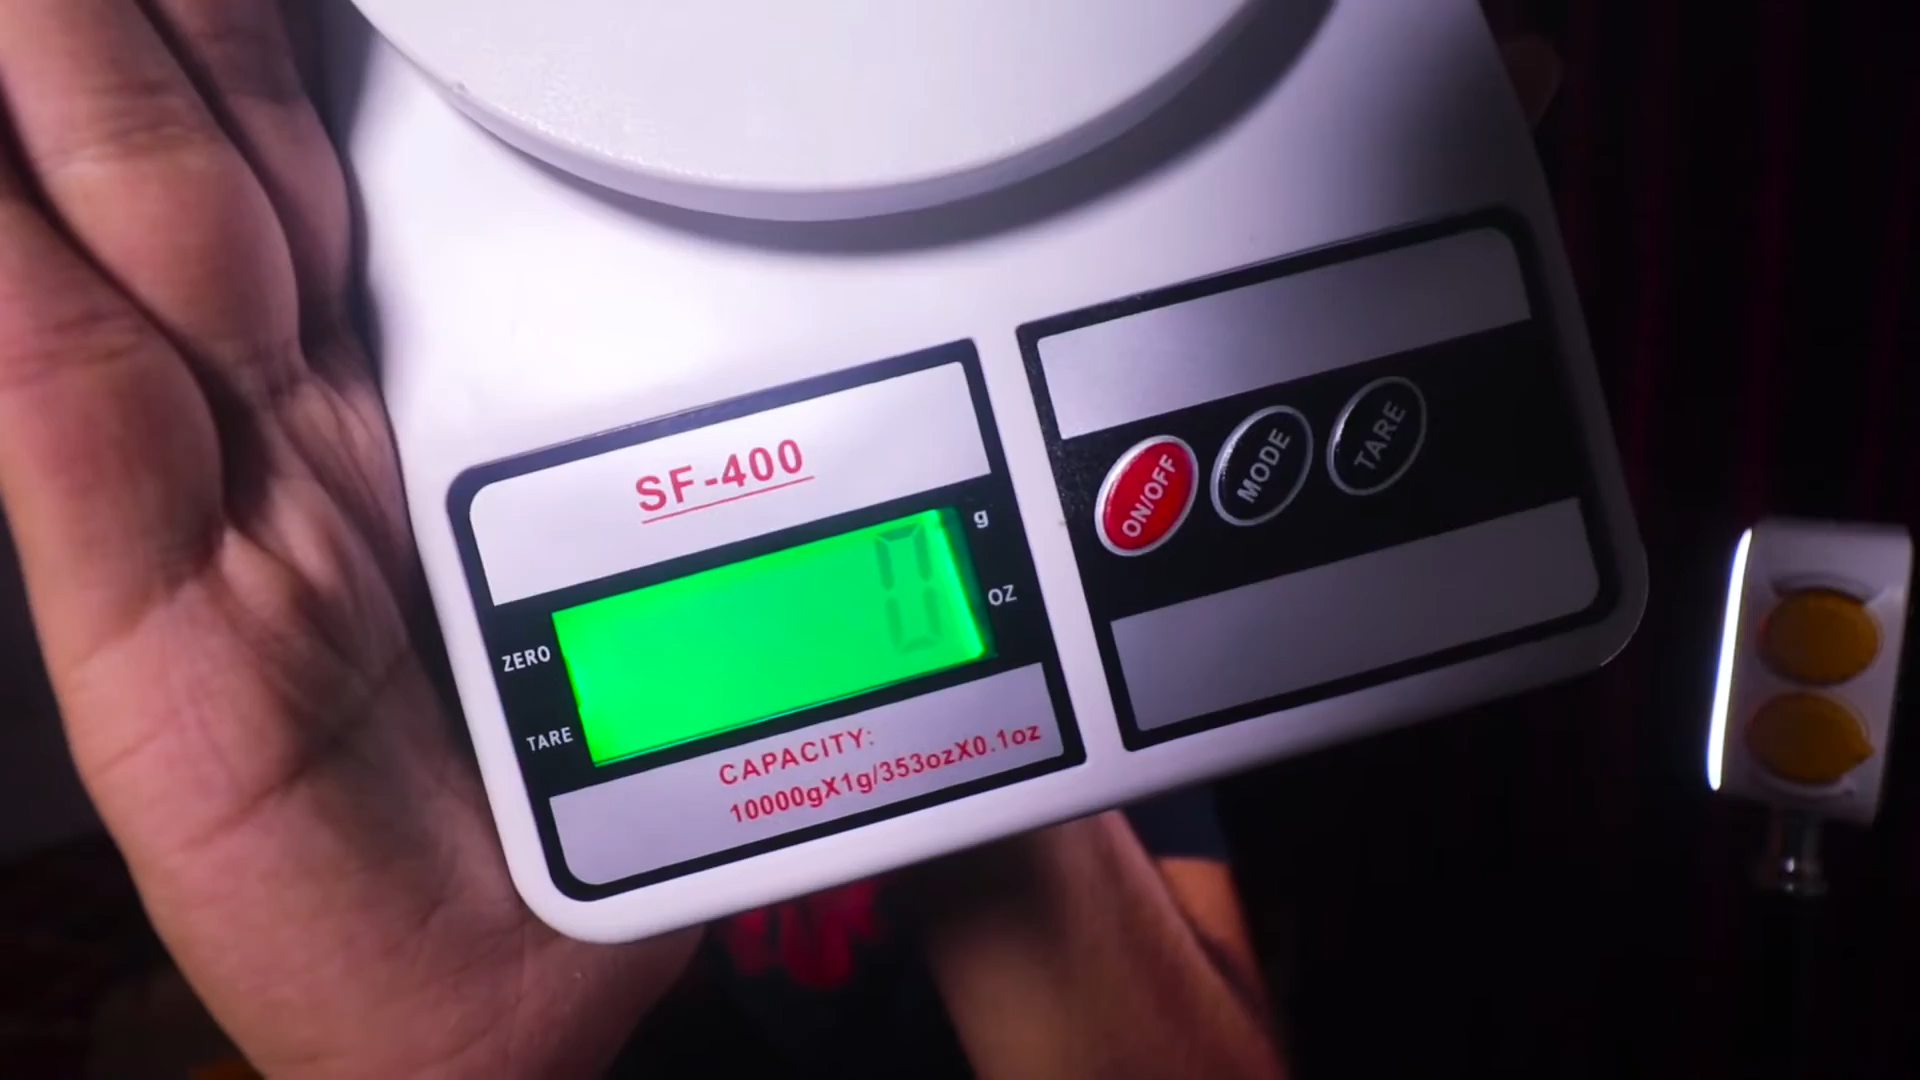 SF-400
0
g
OZ
ZERO
TARE
CAPACITY:
10000gX1g/353ozX0.1oz
ON/OFF
MODE
TARE